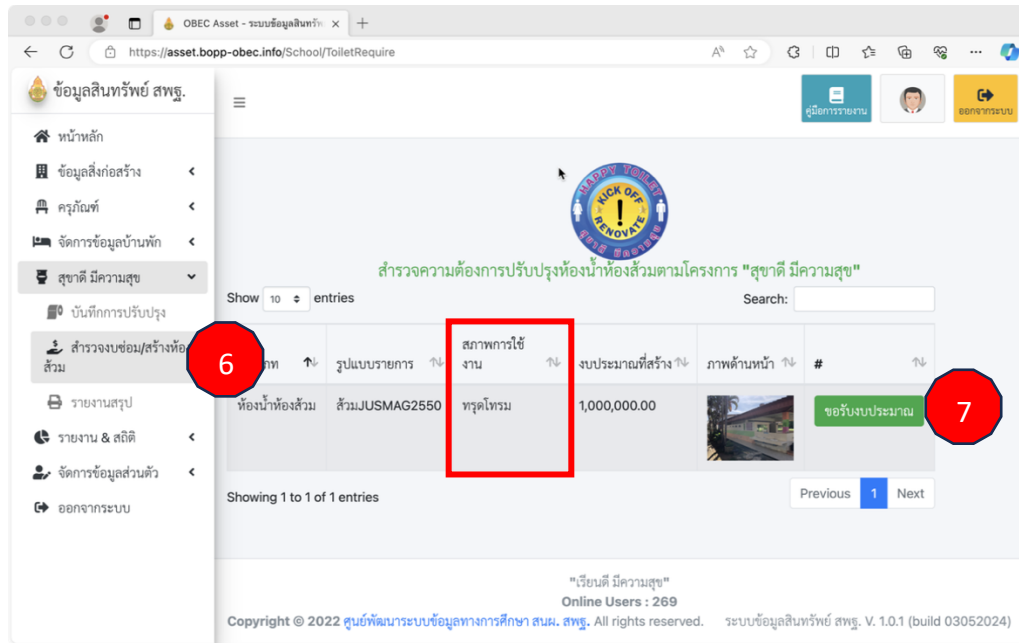 OBEC Asset - ระบบข้อมูลสินทรัพ
https://asset.bopp-obec.info/School/ToiletRequire
ข้อมูลสินทรัพย์ สพฐ.
คู่มือการรายงาน
ออกจากระบบ
หน้าหลัก
ข้อมูลสิ่งก่อสร้าง
ครุภัณฑ์
จัดการข้อมูลบ้านพัก
สุขาดี มีความสุข
บันทึกการปรับปรุง
สำรวจงบซ่อม/สร้างห้อ
ส้วม
รายงานสรุป
รายงาน & สถิติ
จัดการข้อมูลส่วนตัว
ออกจากระบบ
HAPPY TOILET
KICK OFF
!
RENOVATE
สุขาดี มีความสุข
สำรวจความต้องการปรับปรุงห้องน้ำห้องส้วมตามโครงการ "สุขาดี มีความสุข"
Show 10 entries
Search:
6
ภท รูปแบบรายการ สภาพการใช้งาน งบประมาณที่สร้าง ภาพด้านหน้า #
ห้องน้ำห้องส้วม ส้วมJUSMAG2550 ทรุดโทรม 1,000,000.00 ขอรับงบประมาณ
7
Showing 1 to 1 of 1 entries
Previous 1 Next
"เรียนดี มีความสุข"
Online Users : 269
Copyright © 2022 ศูนย์พัฒนาระบบข้อมูลทางการศึกษา สนผ. สพฐ. All rights reserved. ระบบข้อมูลสินทรัพย์ สพฐ. V. 1.0.1 (build 03052024)